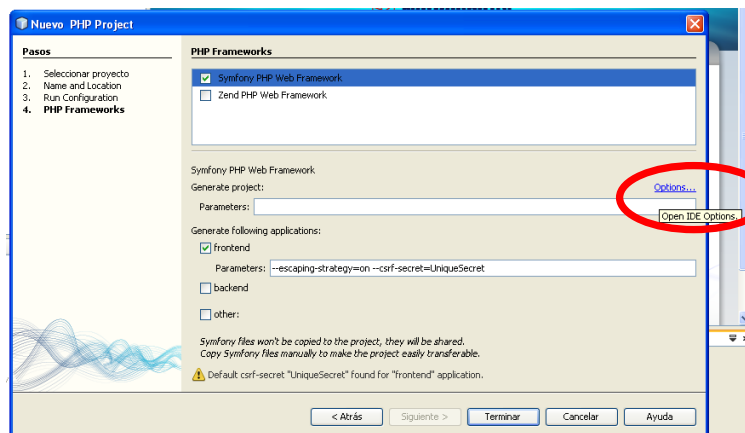 Nuevo PHP Project
Pasos
1. Seleccionar proyecto
2. Name and Location
3. Run Configuration
4. PHP Frameworks
PHP Frameworks
Symfony PHP Web Framework
Zend PHP Web Framework
Symfony PHP Web Framework
Generate project:
Options...
Parameters:
Open IDE Options.
Generate following applications:
frontend
Parameters: --escaping-strategy=on --csrf-secret=UniqueSecret
backend
other:
Symfony files won't be copied to the project, they will be shared.
Copy Symfony files manually to make the project easily transferable.
Default csrf-secret "UniqueSecret" found for "frontend" application.
< Atrás
Siguiente >
Terminar
Cancelar
Ayuda